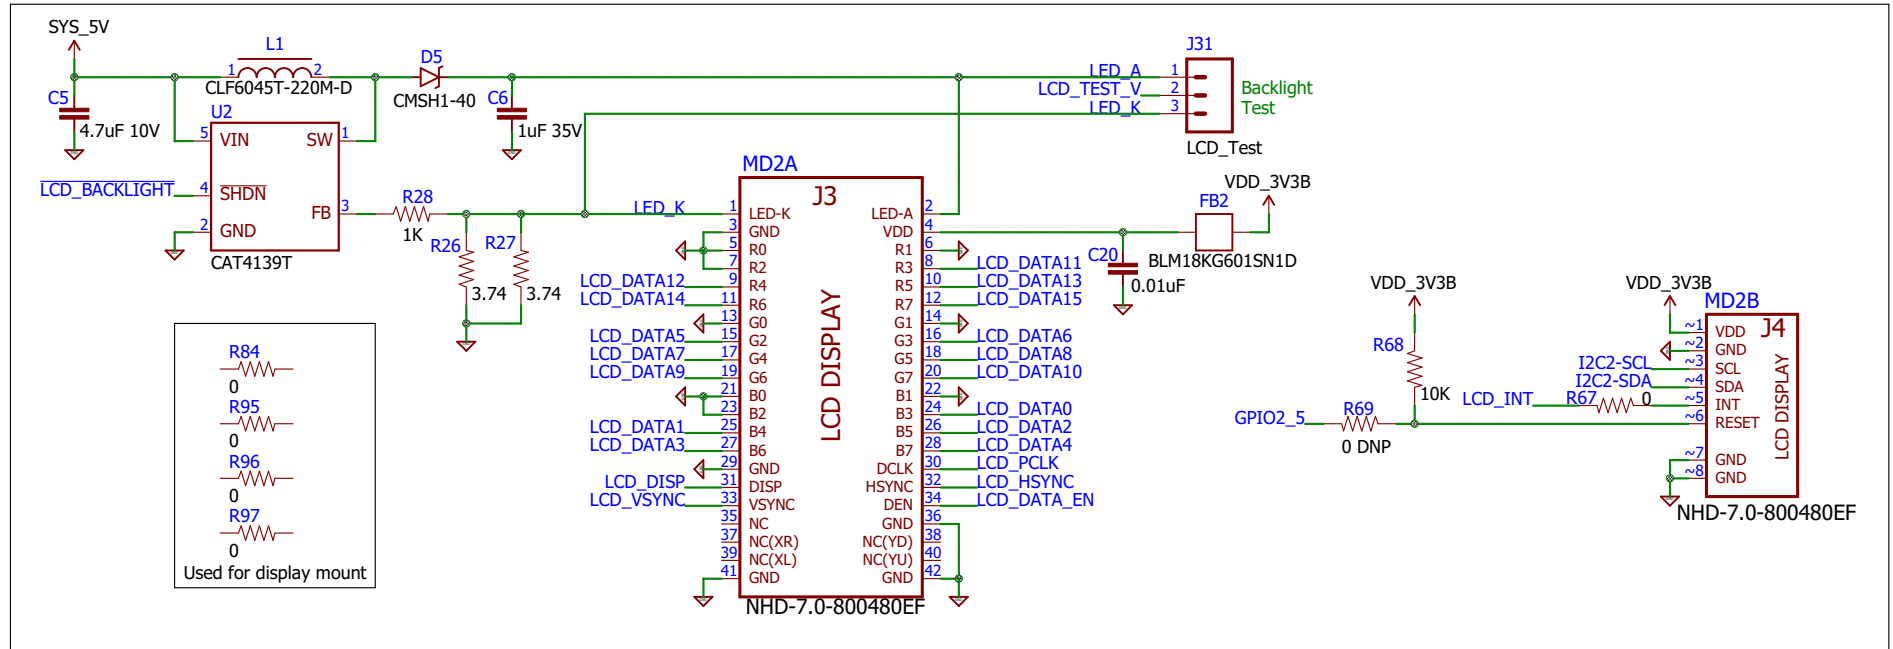 SYS_5V
L1
1 2
CLF6045T-220M-D
D5
CMSH1-40
C5
4.7uF 10V
C6
1uF 35V
U2
5 VIN SW 1
LCD_BACKLIGHT 4 SHDN
FB 3
2 GND
CAT4139T
R28
1K
R26
3.74
R27
3.74
LED_K
J31
LED_A 1
LCD_TEST_V 2
LED_K 3
Backlight
Test
LCD_Test
MD2A
J3
LCD DISPLAY
1 LED-K LED-A 2
3 GND VDD 4
5 R0 R1 6
7 R2 R3 8 LCD_DATA11
LCD_DATA12 9 R4 R5 10 LCD_DATA13
LCD_DATA14 11 R6 R7 12 LCD_DATA15
13 G0 G1 14
LCD_DATA5 15 G2 G3 16 LCD_DATA6
LCD_DATA7 17 G4 G5 18 LCD_DATA8
LCD_DATA9 19 G6 G7 20 LCD_DATA10
21 B0 B1 22
23 B2 B3 24 LCD_DATA0
LCD_DATA1 25 B4 B5 26 LCD_DATA2
LCD_DATA3 27 B6 B7 28 LCD_DATA4
29 GND DCLK 30 LCD_PCLK
LCD_DISP 31 DISP HSYNC 32 LCD_HSYNC
LCD_VSYNC 33 VSYNC DEN 34 LCD_DATA_EN
35 NC GND 36
37 NC(XR) NC(YD) 38
39 NC(XL) NC(YU) 40
41 GND GND 42
NHD-7.0-800480EF
VDD_3V3B
FB2
BLM18KG601SN1D
C20
0.01uF
R84
0
R95
0
R96
0
R97
0
Used for display mount
VDD_3V3B
R68
10K
GPIO2_5
R69
0 DNP
VDD_3V3B
MD2B
J4
LCD DISPLAY
~1 VDD
~2 GND
I2C2-SCL ~3 SCL
I2C2-SDA ~4 SDA
LCD_INT R67 0 ~5 INT
~6 RESET
~7 GND
~8 GND
NHD-7.0-800480EF